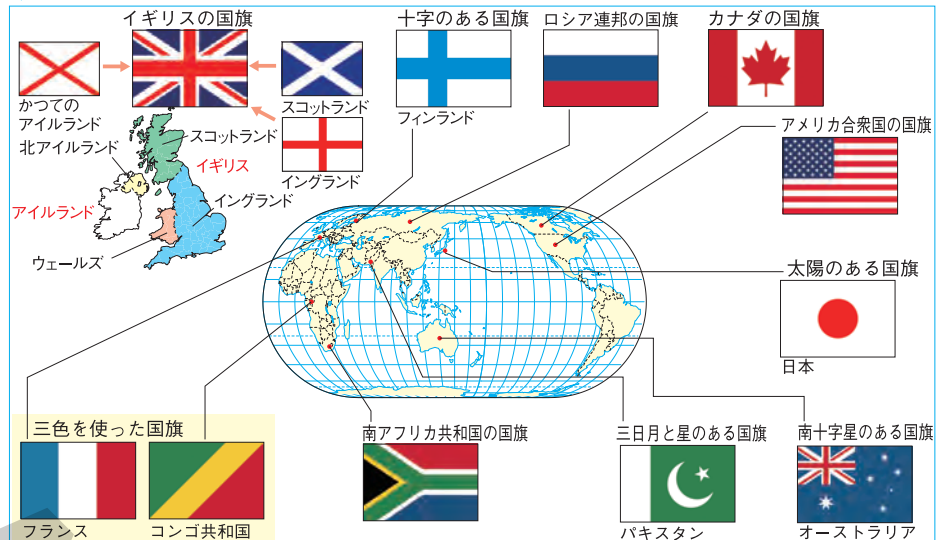 イギリスの国旗
かつての
アイルランド
スコットランド
イングランド
北アイルランド
スコットランド
イギリス
アイルランド
イングランド
ウェールズ
十字のある国旗
フィンランド
ロシア連邦の国旗
カナダの国旗
アメリカ合衆国の国旗
太陽のある国旗
日本
三色を使った国旗
フランス
コンゴ共和国
南アフリカ共和国の国旗
三日月と星のある国旗
パキスタン
南十字星のある国旗
オーストラリア